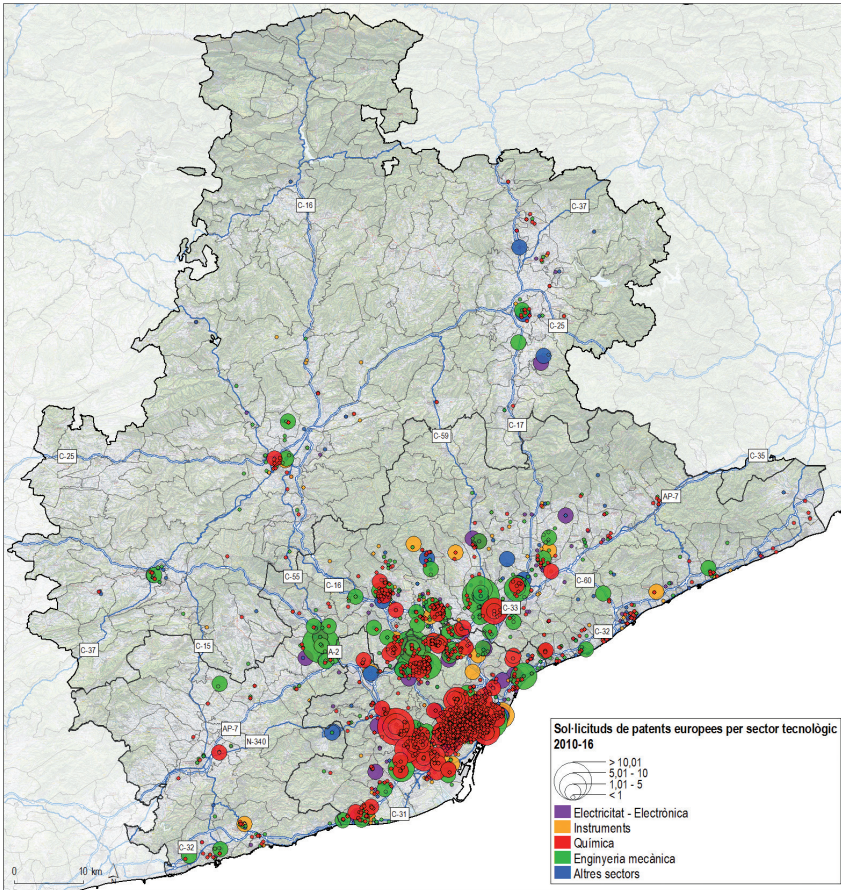 C-16
C-37
C-25
C-17
C-59
C-25
C-35
AP-7
C-55
C-16
C-60
C-33
C-32
C-37
C-15
A-2
AP-7
N-340
C-31
C-32
0 10 km
N
Sol·licituds de patents europees per sector tecnològic
2010-16
> 10,01
5,01 - 10
1,01 - 5
< 1
Electricitat - Electrònica
Instruments
Química
Enginyeria mecànica
Altres sectors